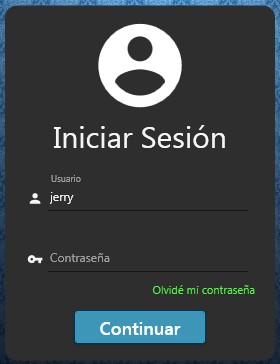 Iniciar Sesión
Usuario
jerry
Contraseña
Olvidé mi contraseña
Continuar